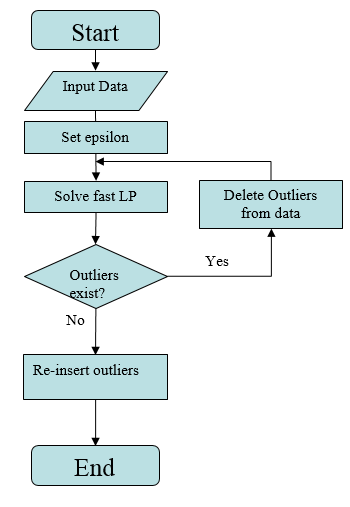 Start
Input Data
Set epsilon
Solve fast LP
Delete Outliers
from data
Outliers
exist?
Yes
No
Re-insert outliers
End